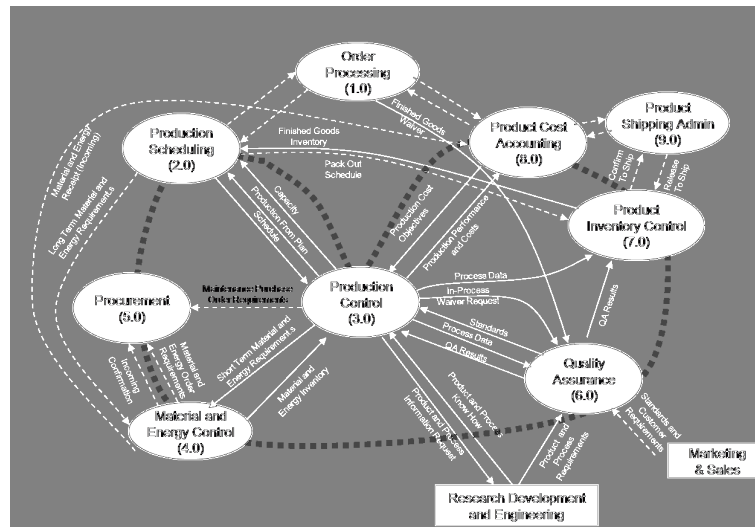 Order
Processing
(1.0)
Production
Scheduling
(2.0)
Product Cost
Accounting
(8.0)
Product
Shipping Admin
(9.0)
Finished Goods
Waiver
Finished Goods
Inventory
Pack Out
Schedule
Confirm
To Ship
Release
To Ship
Material and Energy
Receipt (Incoming)
Long Term Material and
Energy Requirement.s
Capacity
Production From Plan
Schedule
Production Cost
Objectives
Production Performance
and Costs
Product
Inventory Control
(7.0)
Procurement
(5.0)
Maintenance Purchase
Order Requirements
Production
Control
(3.0)
Process Data
In-Process
Waiver Request
Standards
Process Data
QA Results
QA Results
Quality
Assurance
(6.0)
Short Term Material and
Energy Requirement.s
Material and
Energy Inventory
Material and
Energy Order
Requirements
Incoming
Confirmation
Material and
Energy Control
(4.0)
Product and Process
Know How
Product and Process
Information Request
Product and
Process
Requirements
Standards and
Customer
Requirements
Marketing
& Sales
Research Development
and Engineering